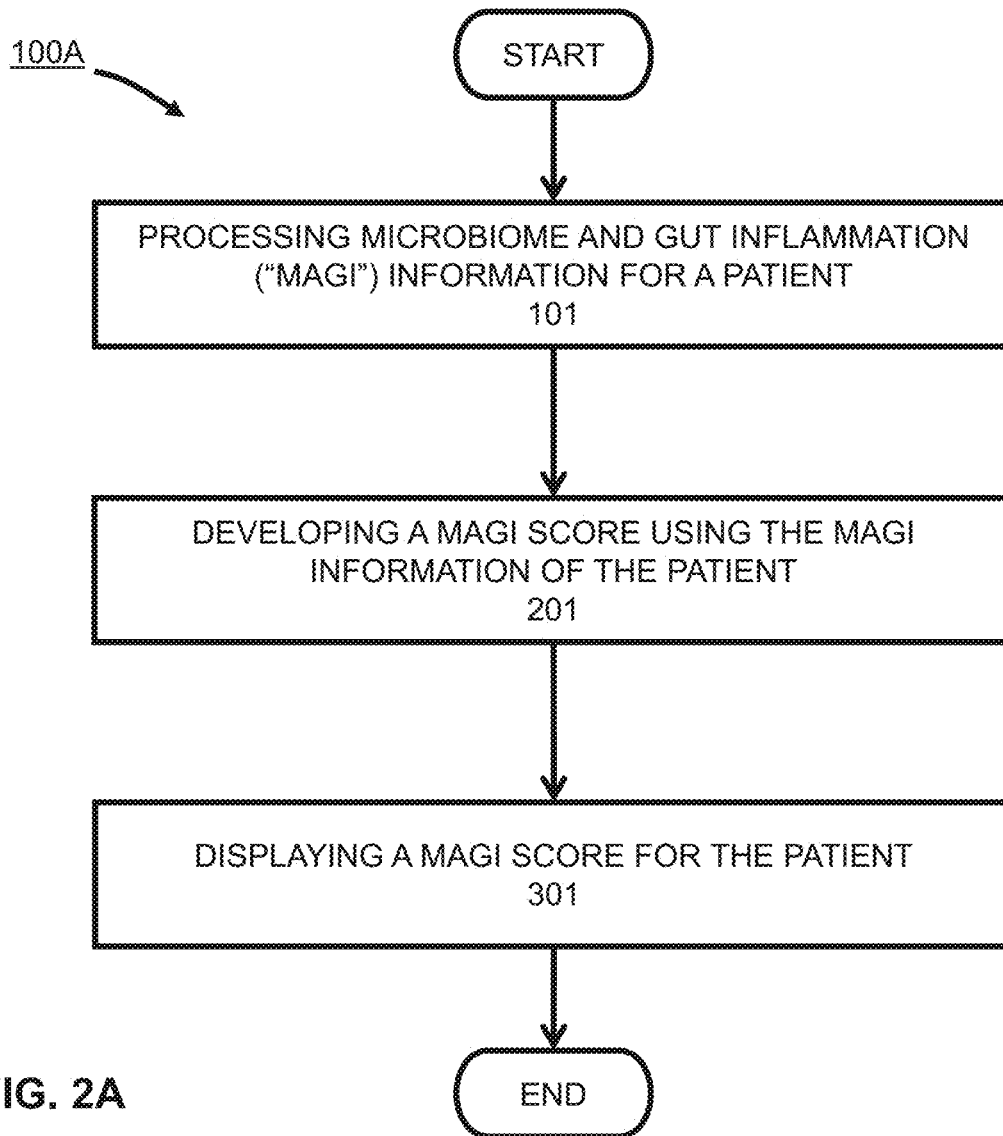 100A
START
PROCESSING MICROBIOME AND GUT INFLAMMATION
("MAGI") INFORMATION FOR A PATIENT
101
DEVELOPING A MAGI SCORE USING THE MAGI
INFORMATION OF THE PATIENT
201
DISPLAYING A MAGI SCORE FOR THE PATIENT
301
END
IG. 2A